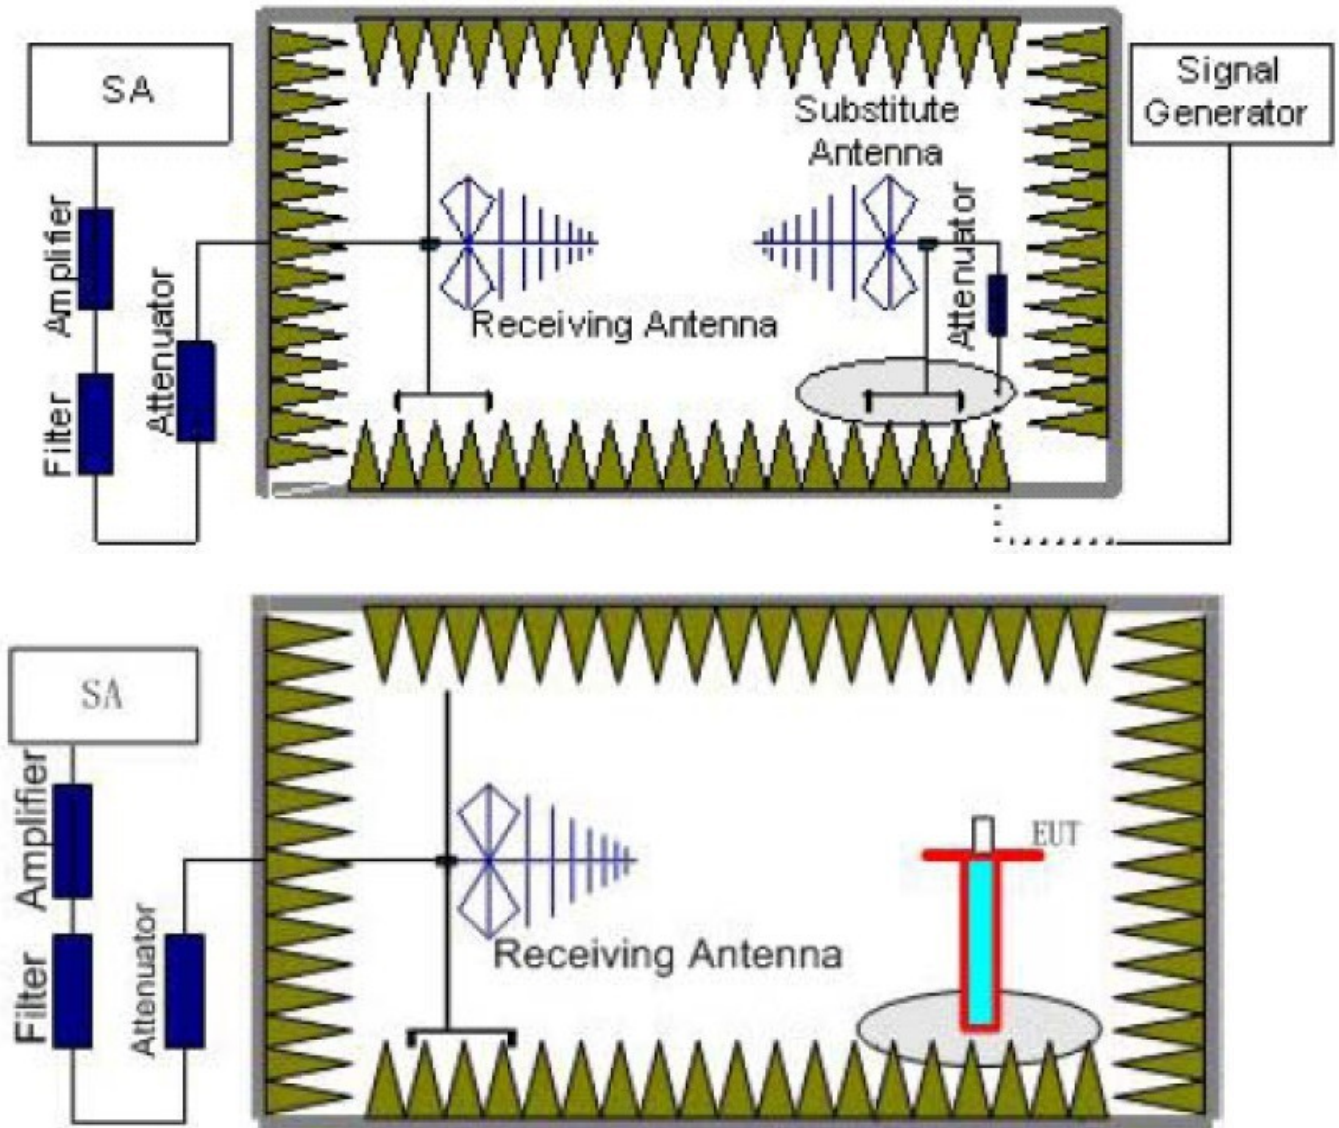 SA
Signal
Generator
Substitute
Antenna
Amplifier
Attenuator
Attenuator
Receiving Antenna
Filter
SA
Amplifier
EUT
Attenuator
Receiving Antenna
Filter